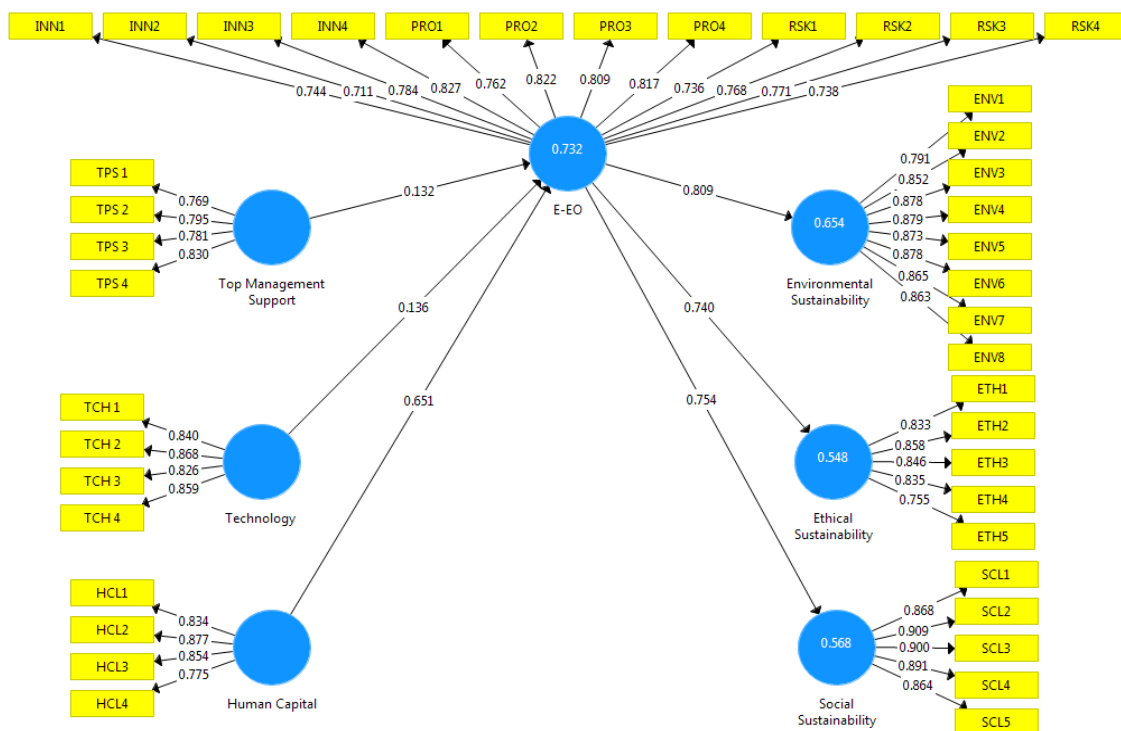 INN1 INN2 INN3 INN4 PRO1 PRO2 PRO3 PRO4 RSK1 RSK2 RSK3 RSK4
0.744 0.711 0.784 0.827 0.762 0.822 0.809 0.817 0.736 0.768 0.771 0.738
0.732
E-EO
TPS 1
TPS 2
TPS 3
TPS 4
0.769
0.795
0.781
0.830
Top Management
Support
0.132
TCH 1
TCH 2
TCH 3
TCH 4
0.840
0.868
0.826
0.859
Technology
0.136
HCL1
HCL2
HCL3
HCL4
0.834
0.877
0.854
0.775
Human Capital
0.651
0.809
0.654
Environmental
Sustainability
0.791
0.852
0.878
0.879
0.873
0.878
0.865
0.863
ENV1
ENV2
ENV3
ENV4
ENV5
ENV6
ENV7
ENV8
0.740
0.548
Ethical
Sustainability
0.833
0.858
0.846
0.835
0.755
ETH1
ETH2
ETH3
ETH4
ETH5
0.754
0.568
Social
Sustainability
0.868
0.909
0.900
0.891
0.864
SCL1
SCL2
SCL3
SCL4
SCL5